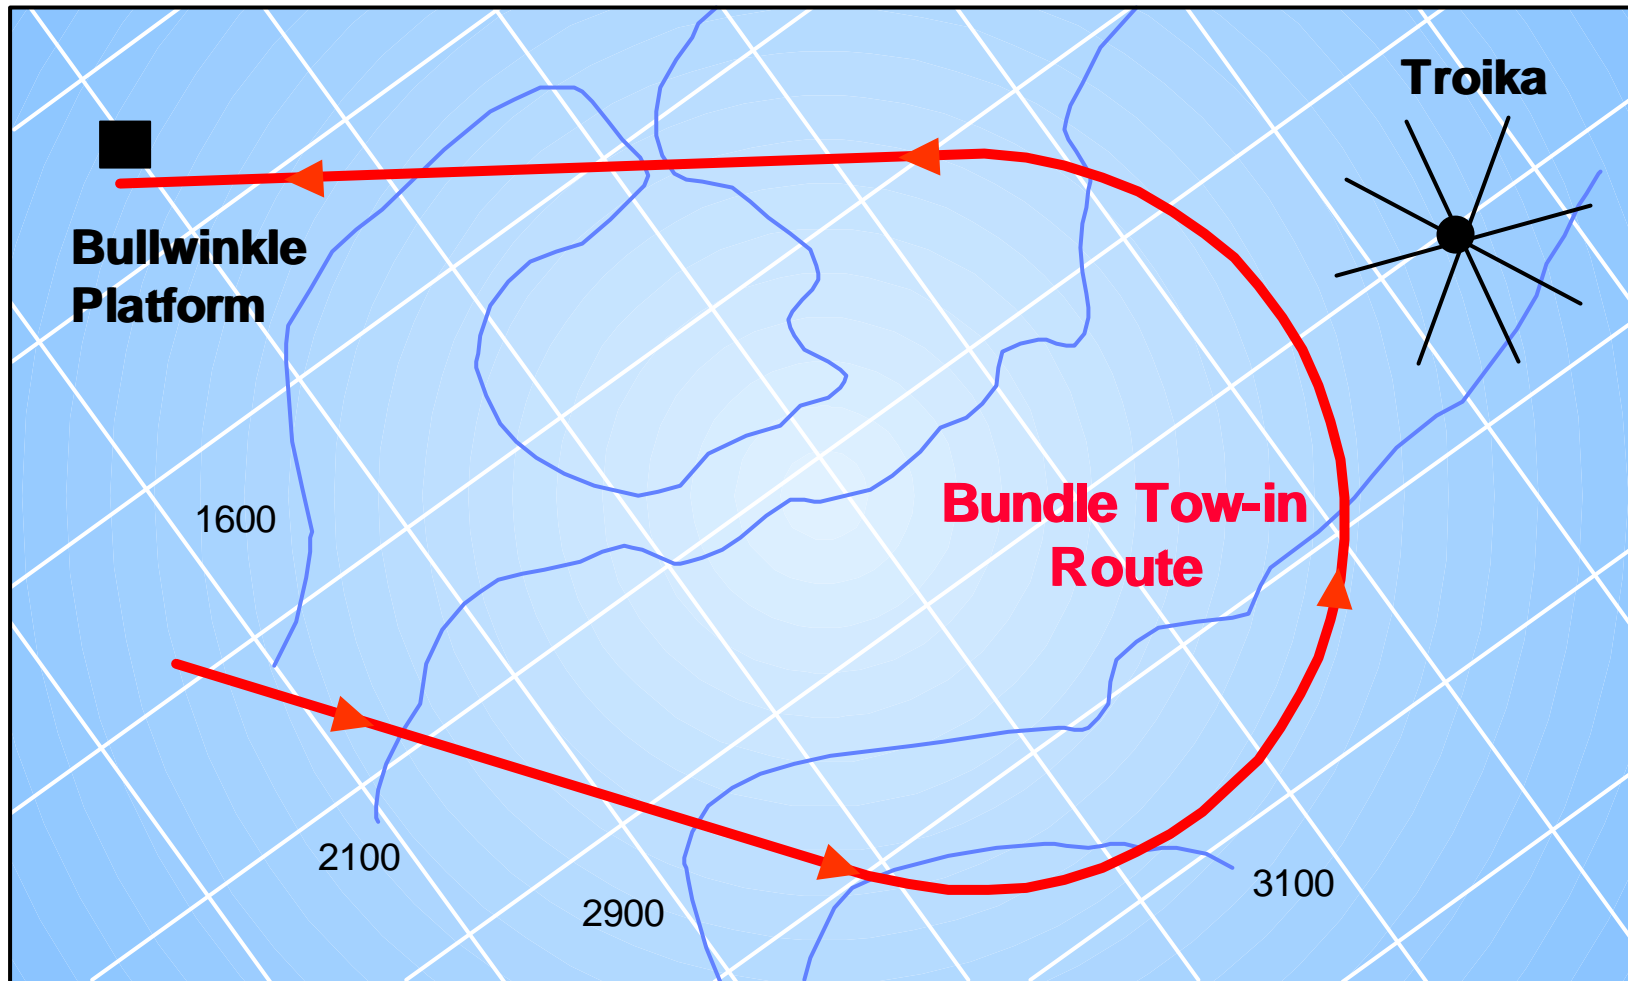 Troika
Bullwinkle
Platform
1600
Bundle Tow-in
Route
2100
2900
3100